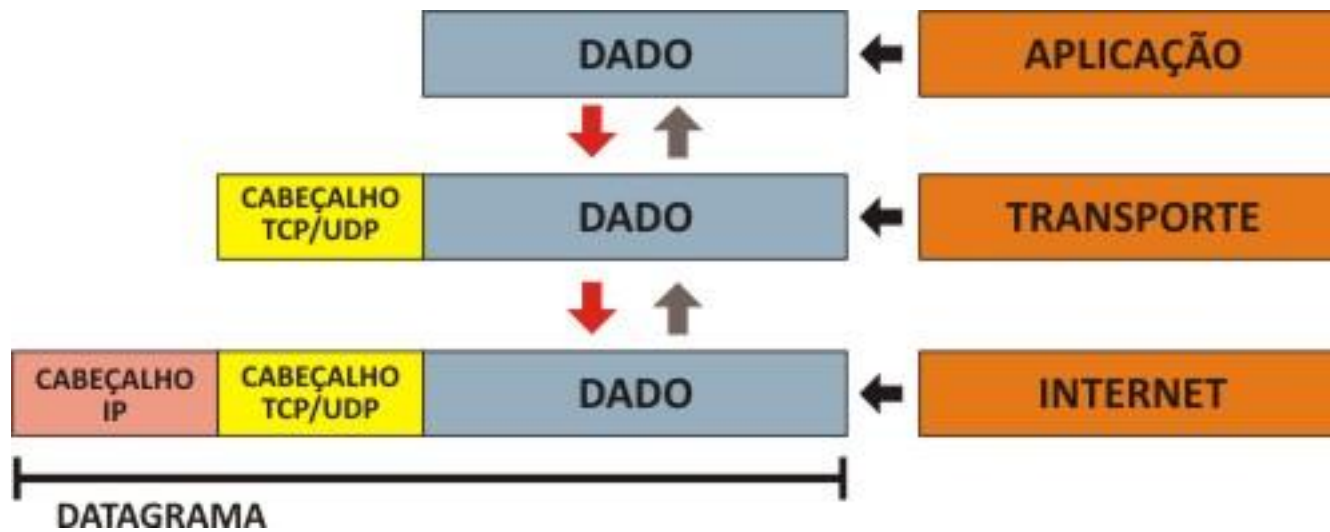 DADO
APLICAÇÃO
CABEÇALHO
TCP/UDP
DADO
TRANSPORTE
CABEÇALHO
IP
CABEÇALHO
TCP/UDP
DADO
INTERNET
DATAGRAMA